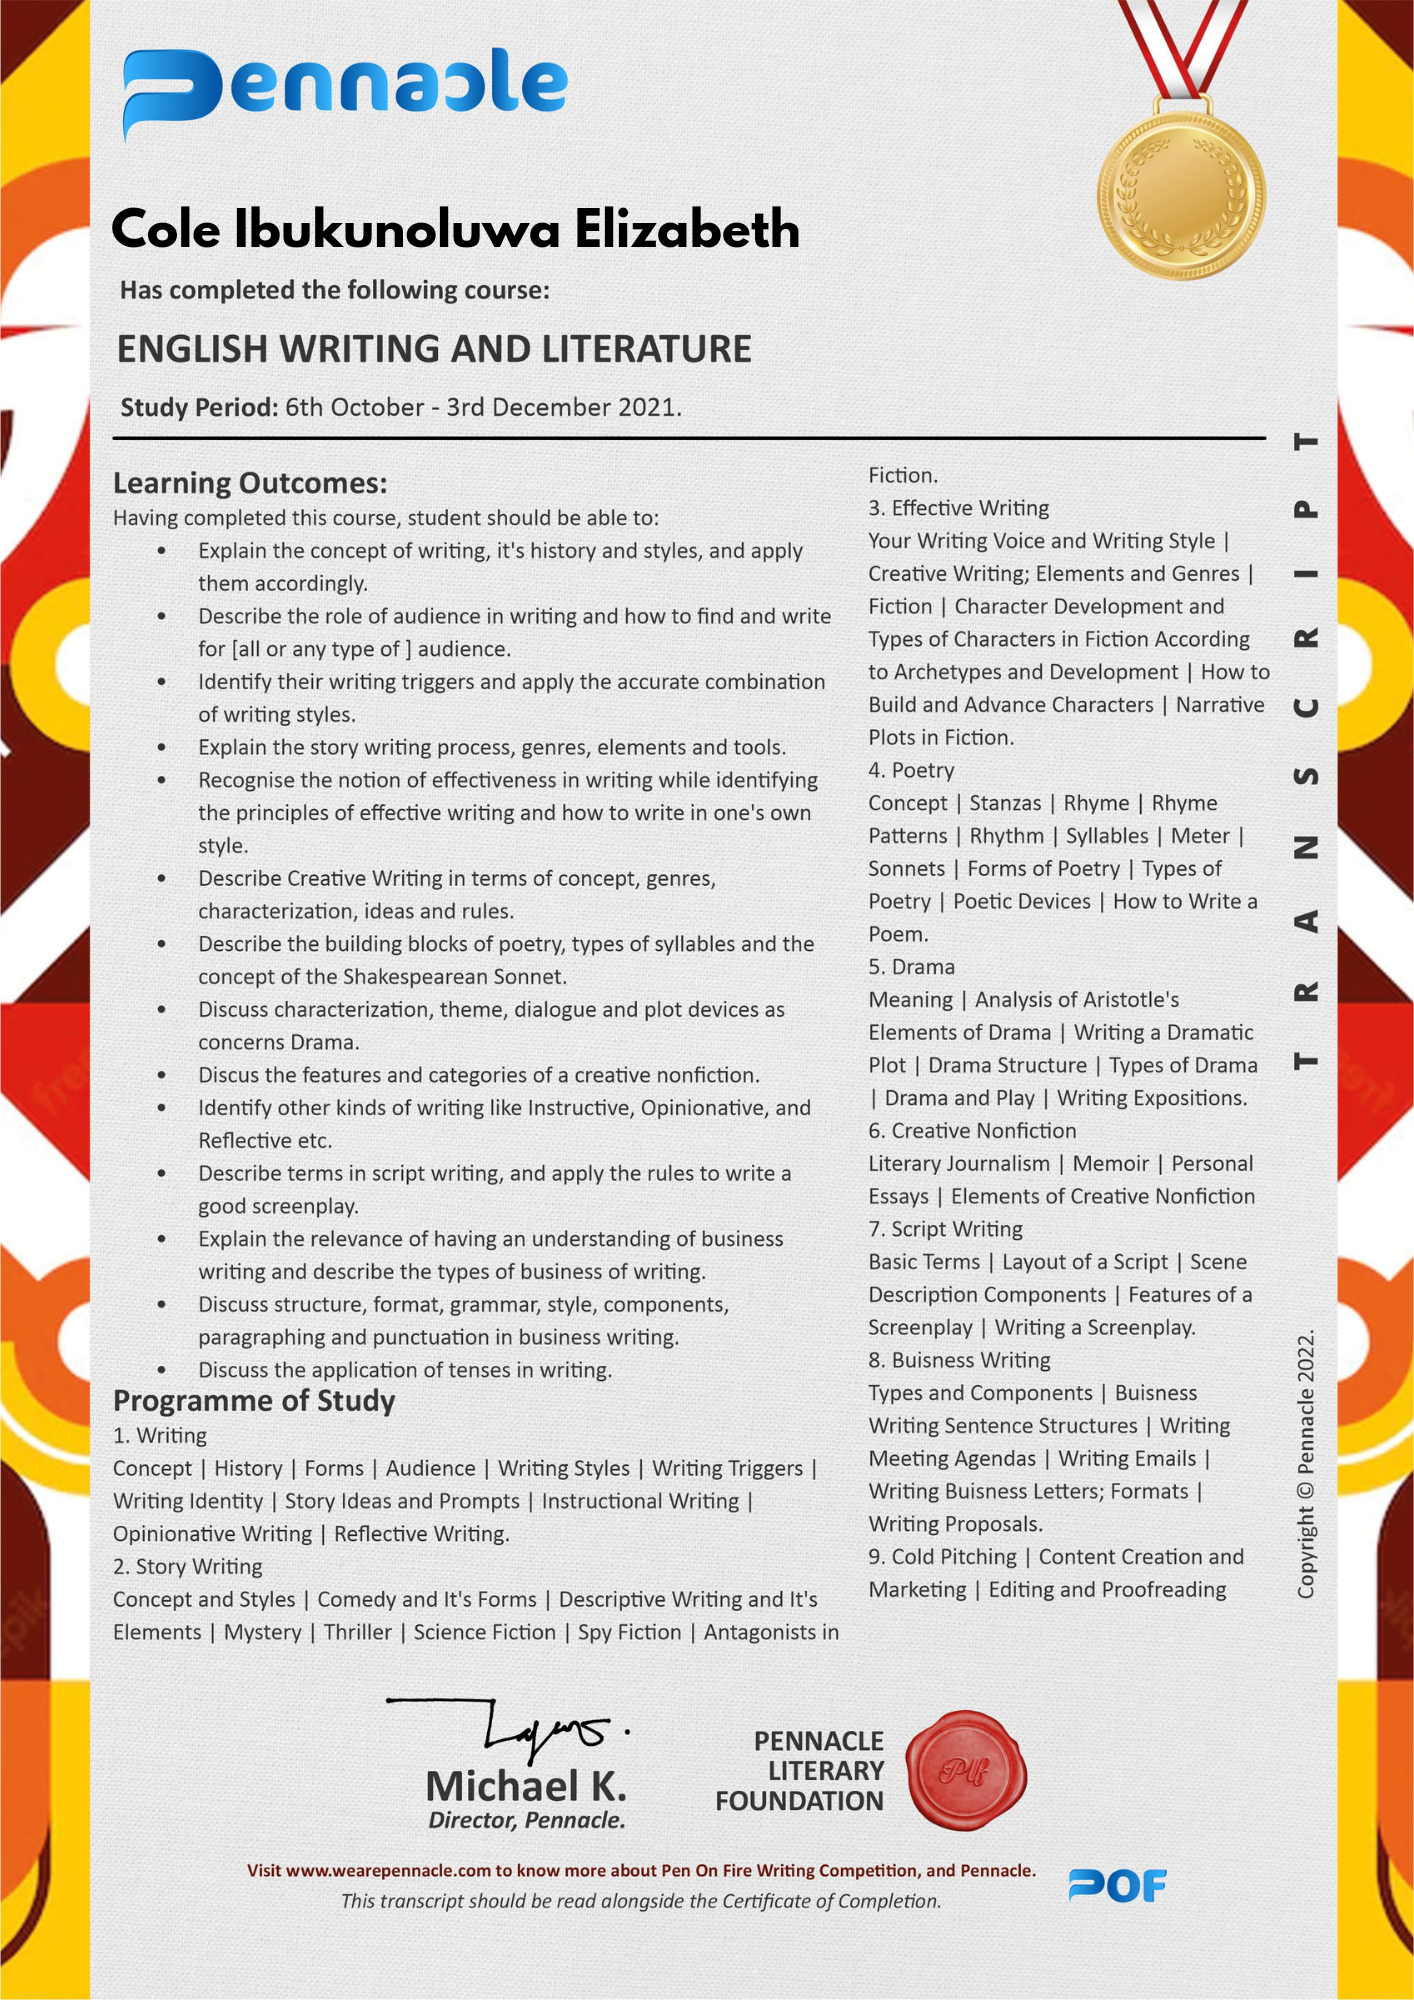 Pennacle
Cole Ibukunoluwa Elizabeth
Has completed the following course:
ENGLISH WRITING AND LITERATURE
Study Period: 6th October - 3rd December 2021.
Learning Outcomes:
Having completed this course, student should be able to:
• Explain the concept of writing, it's history and styles, and apply
them accordingly.
• Describe the role of audience in writing and how to find and write
for [all or any type of ] audience.
• Identify their writing triggers and apply the accurate combination
of writing styles.
• Explain the story writing process, genres, elements and tools.
• Recognise the notion of effectiveness in writing while identifying
the principles of effective writing and how to write in one's own
style.
• Describe Creative Writing in terms of concept, genres,
characterization, ideas and rules.
• Describe the building blocks of poetry, types of syllables and the
concept of the Shakespearean Sonnet.
• Discuss characterization, theme, dialogue and plot devices as
concerns Drama.
• Discus the features and categories of a creative nonfiction.
• Identify other kinds of writing like Instructive, Opinionative, and
Reflective etc.
• Describe terms in script writing, and apply the rules to write a
good screenplay.
• Explain the relevance of having an understanding of business
writing and describe the types of business of writing.
• Discuss structure, format, grammar, style, components,
paragraphing and punctuation in business writing.
• Discuss the application of tenses in writing.
Programme of Study
1. Writing
Concept | History | Forms | Audience | Writing Styles | Writing Triggers |
Writing Identity | Story Ideas and Prompts | Instructional Writing |
Opinionative Writing | Reflective Writing.
2. Story Writing
Concept and Styles | Comedy and It's Forms | Descriptive Writing and It's
Elements | Mystery | Thriller | Science Fiction | Spy Fiction | Antagonists in
Fiction.
3. Effective Writing
Your Writing Voice and Writing Style |
Creative Writing; Elements and Genres |
Fiction | Character Development and
Types of Characters in Fiction According
to Archetypes and Development | How to
Build and Advance Characters | Narrative
Plots in Fiction.
4. Poetry
Concept | Stanzas | Rhyme | Rhyme
Patterns | Rhythm | Syllables | Meter |
Sonnets | Forms of Poetry | Types of
Poetry | Poetic Devices | How to Write a
Poem.
5. Drama
Meaning | Analysis of Aristotle's
Elements of Drama | Writing a Dramatic
Plot | Drama Structure | Types of Drama
| Drama and Play | Writing Expositions.
6. Creative Nonfiction
Literary Journalism | Memoir | Personal
Essays | Elements of Creative Nonfiction
7. Script Writing
Basic Terms | Layout of a Script | Scene
Description Components | Features of a
Screenplay | Writing a Screenplay.
8. Buisness Writing
Types and Components | Buisness
Writing Sentence Structures | Writing
Meeting Agendas | Writing Emails |
Writing Buisness Letters; Formats |
Writing Proposals.
9. Cold Pitching | Content Creation and
Marketing | Editing and Proofreading
TRANSCRIPT
Copyright © Pennacle 2022.
Michael K.
Director, Pennacle.
PENNACLE
LITERARY
FOUNDATION
Plf
Visit www.wearepennacle.com to know more about Pen On Fire Writing Competition, and Pennacle.
POF
This transcript should be read alongside the Certificate of Completion.